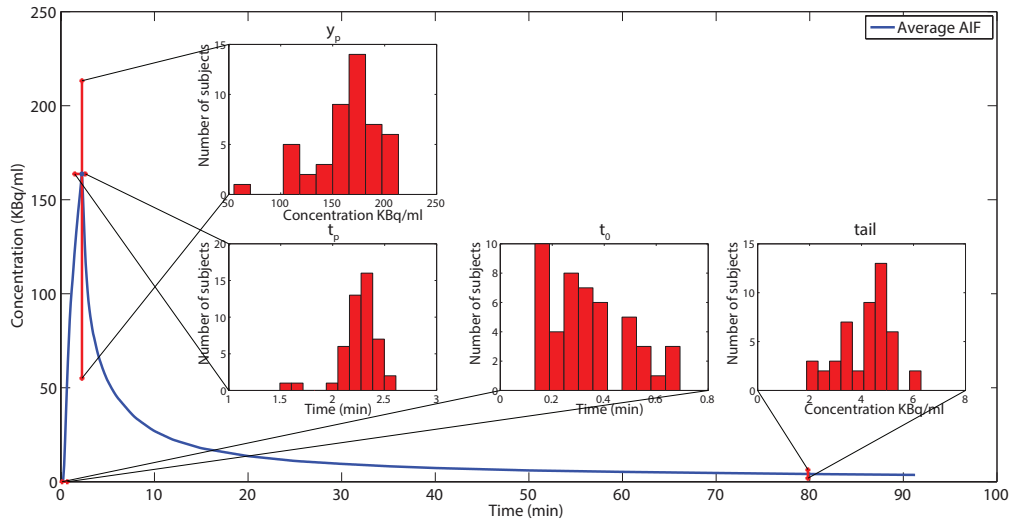 250
200
150
100
50
0
Concentration (KBq/ml)
0 10 20 30 40 50 60 70 80 90 100
Time (min)
Average AIF
y_p
15
10
5
0
Number of subjects
50 100 150 200 250
Concentration KBq/ml
t_p
20
15
10
5
0
Number of subjects
1 1.5 2 2.5 3
Time (min)
t_0
10
8
6
4
2
0
Number of subjects
0 0.2 0.4 0.6 0.8
Time (min)
tail
15
10
5
0
Number of subjects
0 2 4 6 8
Concentration KBq/ml